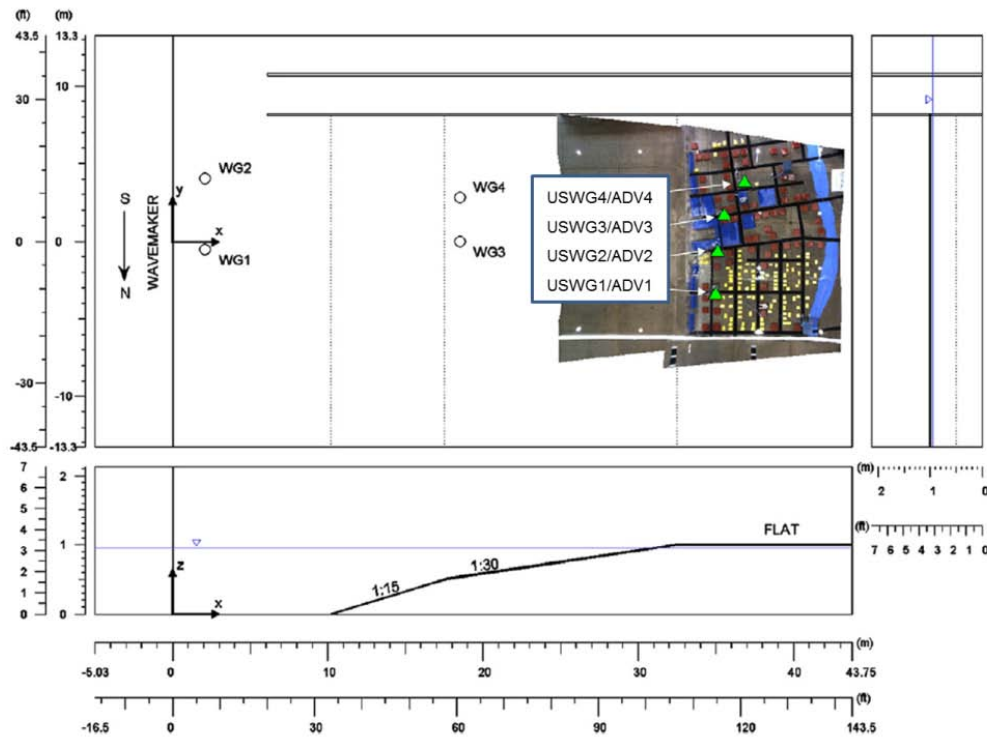 (ft) (m)
43.5 13.3
10
30
WG2
WG4
S
y
USWG4/ADV4
USWG3/ADV3
0 0
WAVEMAKER
x
WG1
WG3
USWG2/ADV2
N
USWG1/ADV1
-30
-10
-43.5 -13.3
7 2
6
5
4
3 1
2
1
0 0
z
x
1:15
1:30
FLAT
(m)
2 1 0
(ft)
7 6 5 4 3 2 1 0
(m)
-5.03 0 10 20 30 40 43.75
(ft)
-16.5 0 30 60 90 120 143.5